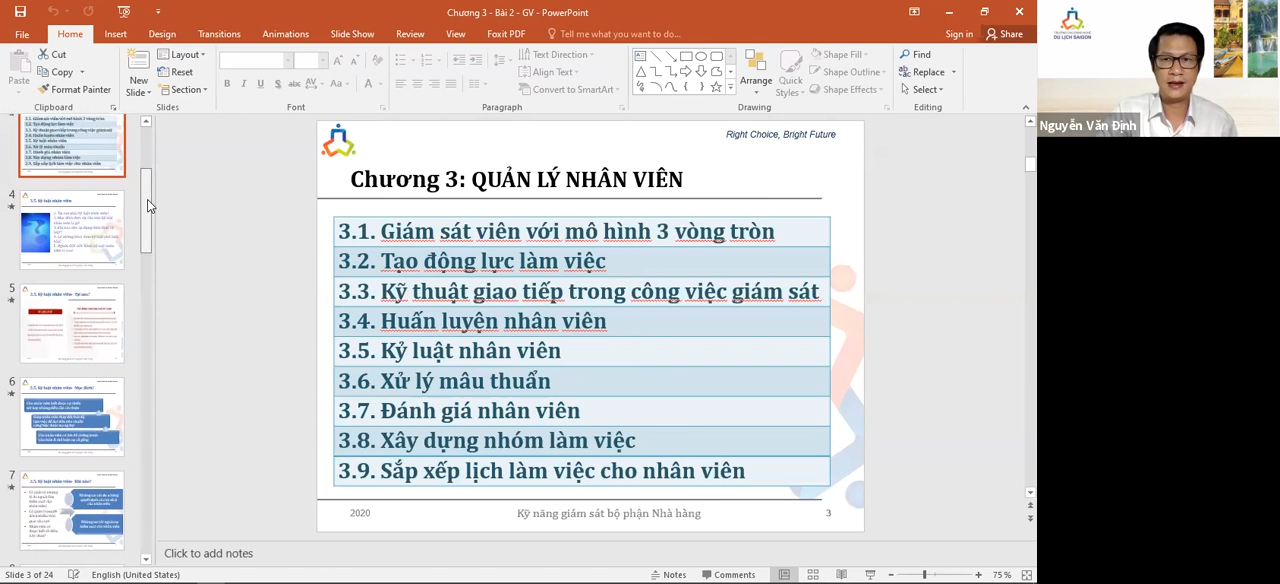 Chương 3 - Bài 2 - GV - PowerPoint
File
Home
Insert
Design
Transitions
Animations
Slide Show
Review
View
Foxit PDF
Tell me what you want to do...
Sign in
Share
Paste
Cut
Copy
Format Painter
Clipboard
New Slide
Layout
Reset
Section
Slides
Font
Text Direction
Align Text
Convert to SmartArt
Paragraph
Arrange
Quick Styles
Shape Fill
Shape Outline
Shape Effects
Drawing
Find
Replace
Select
Editing
DU LỊCH SAIGON
Nguyễn Văn Định
4
5
6
7
Right Choice, Bright Future
Chương 3: QUẢN LÝ NHÂN VIÊN
3.1. Giám sát viên với mô hình 3 vòng trò
3.2. Tạo động lực làm việc
3.3. Kỹ thuật giao tiếp trong công việc giám sát
3.4. Huấn luyện nhân viên
3.5. Kỷ luật nhân viên
3.6. Xử lý mâu thuẩn
3.7. Đánh giá nhân viên
3.8. Xây dựng nhóm làm việc
3.9. Sắp xếp lịch làm việc cho nhân viên
2020
Kỹ năng giám sát bộ phận Nhà hàng
3
Click to add notes
Slide 3 of 24
English (United States)
Notes
Comments
75 %